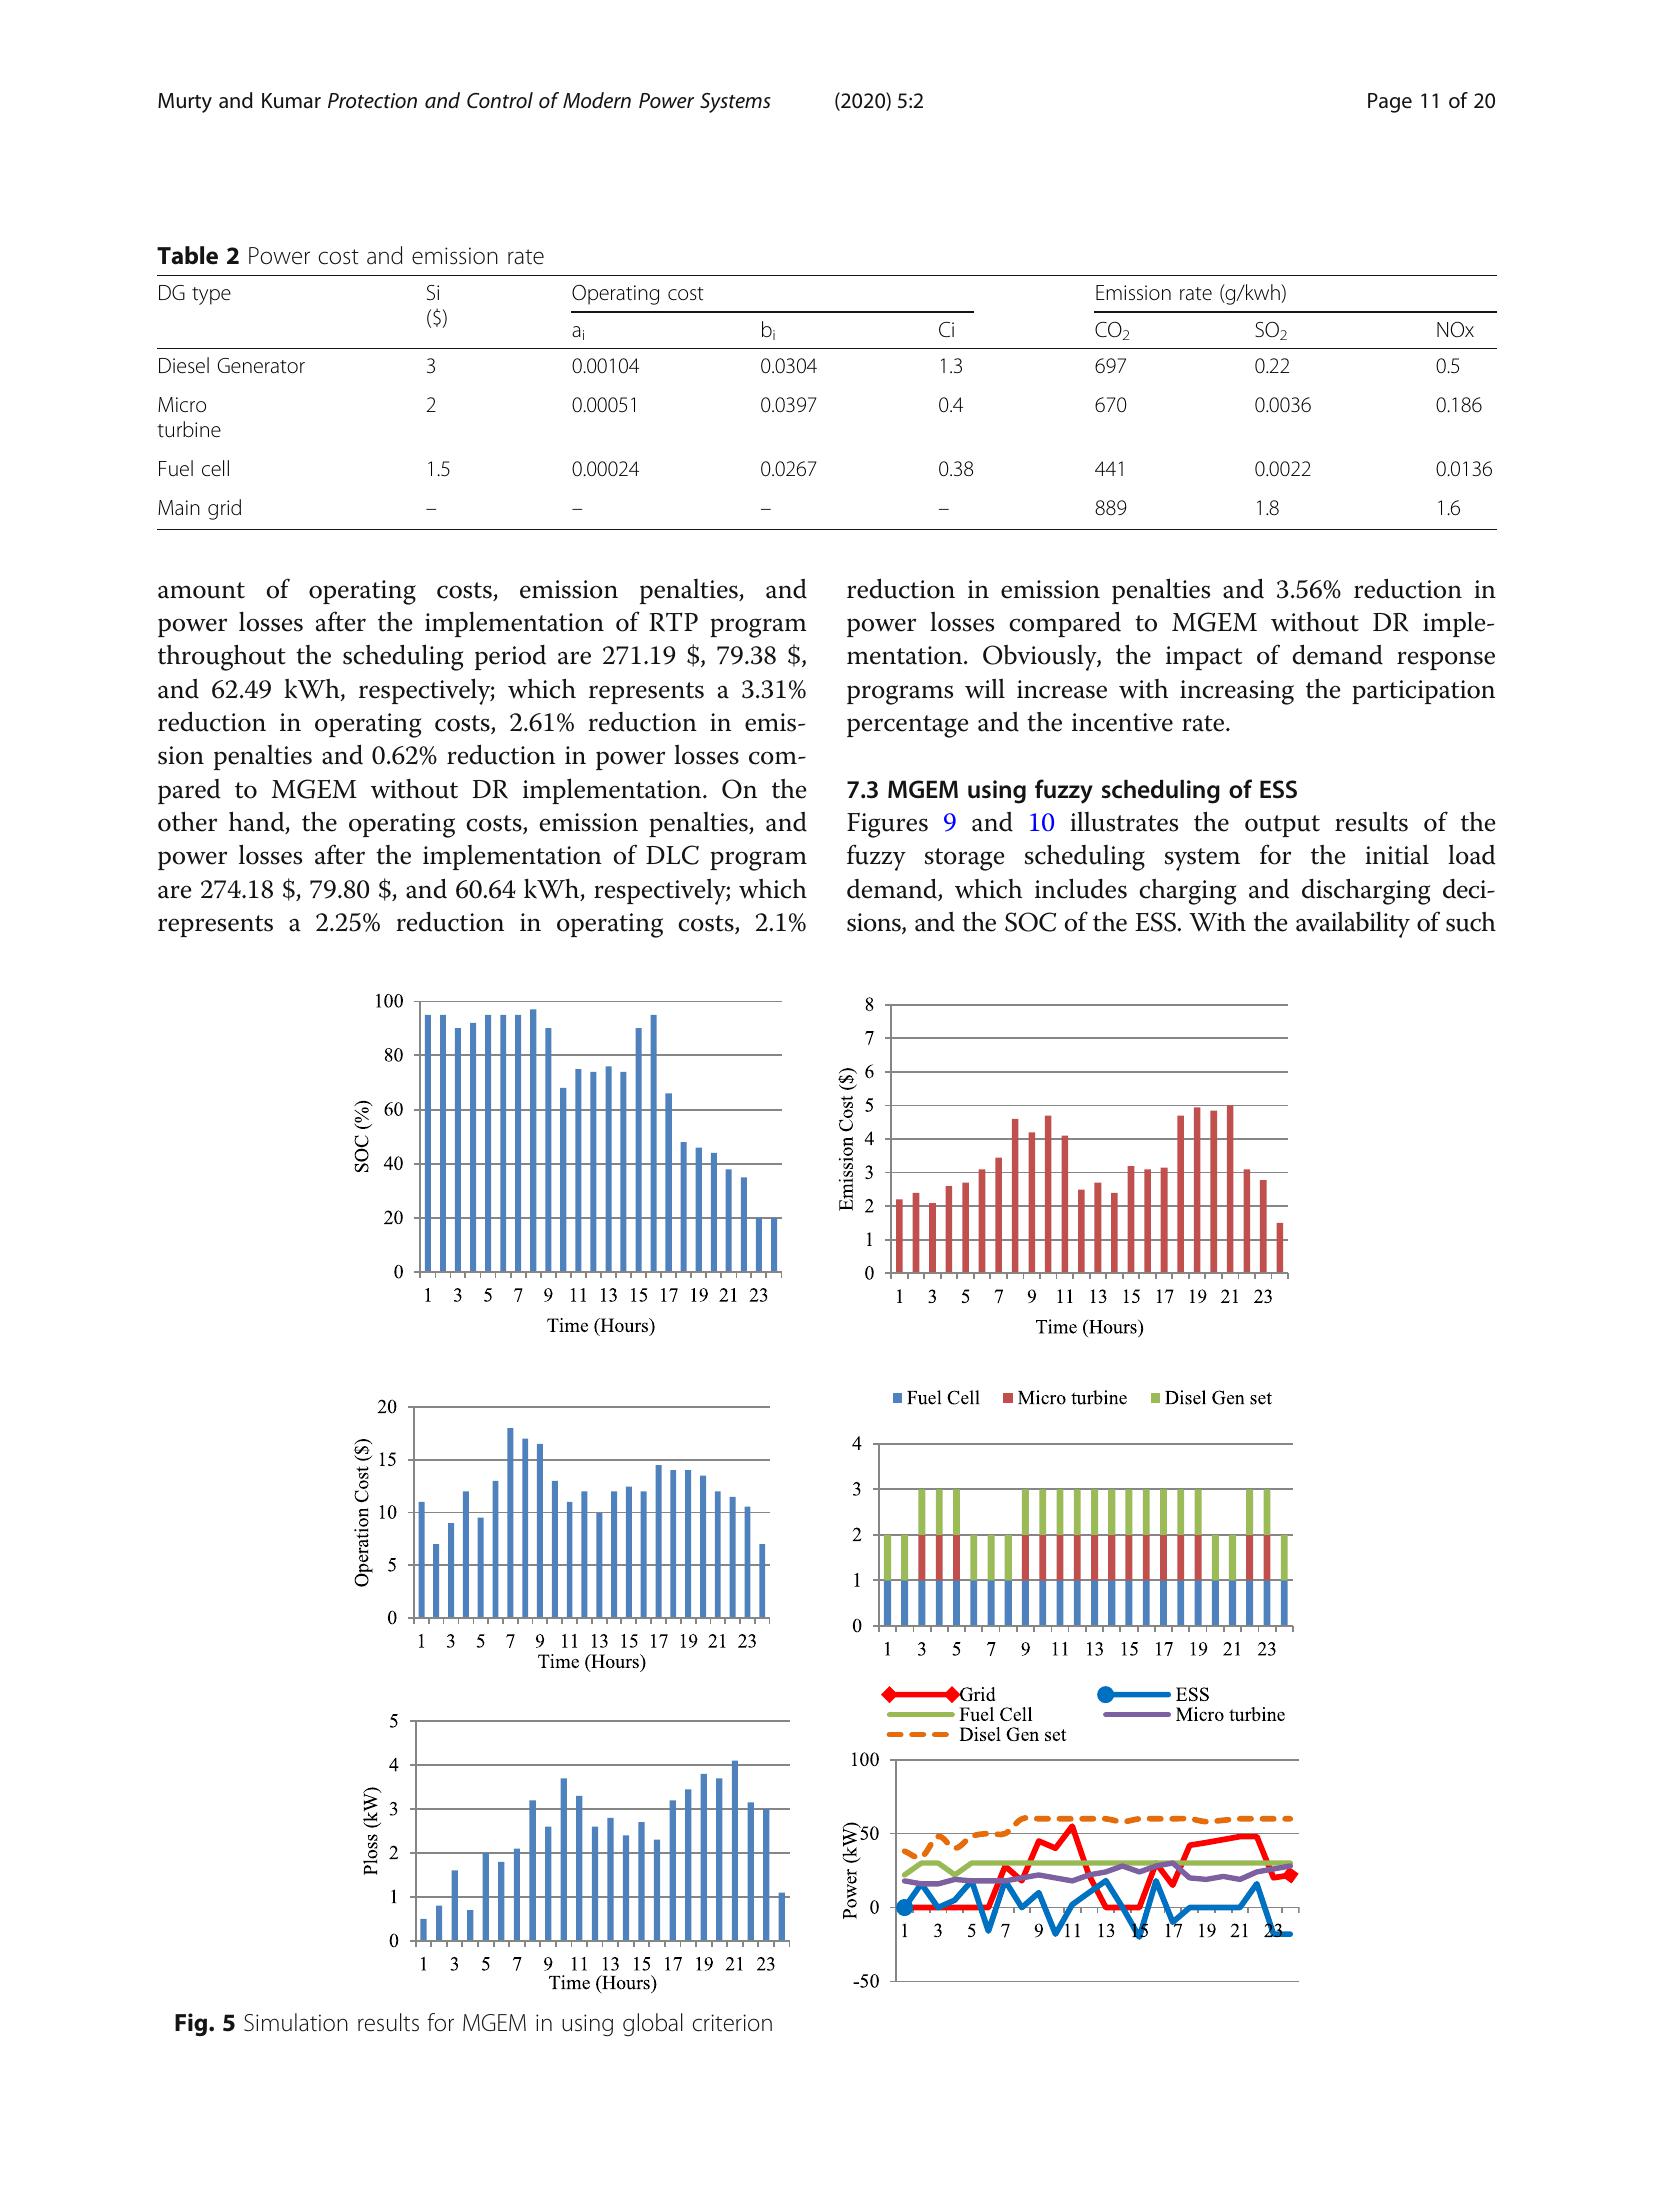 Murty and Kumar Protection and Control of Modern Power Systems (2020) 5:2 Page 11 of 20
Table 2 Power cost and emission rate
DG type Si ($) Operating cost Emission rate (g/kwh)
ai bi Ci CO2 SO2 NOx
Diesel Generator 3 0.00104 0.0304 1.3 697 0.22 0.5
Micro turbine 2 0.00051 0.0397 0.4 670 0.0036 0.186
Fuel cell 1.5 0.00024 0.0267 0.38 441 0.0022 0.0136
Main grid – – – – 889 1.8 1.6
amount of operating costs, emission penalties, and
power losses after the implementation of RTP program
throughout the scheduling period are 271.19 $, 79.38 $,
and 62.49 kWh, respectively; which represents a 3.31%
reduction in operating costs, 2.61% reduction in emis-
sion penalties and 0.62% reduction in power losses com-
pared to MGEM without DR implementation. On the
other hand, the operating costs, emission penalties, and
power losses after the implementation of DLC program
are 274.18 $, 79.80 $, and 60.64 kWh, respectively; which
represents a 2.25% reduction in operating costs, 2.1%
reduction in emission penalties and 3.56% reduction in
power losses compared to MGEM without DR imple-
mentation. Obviously, the impact of demand response
programs will increase with increasing the participation
percentage and the incentive rate.
7.3 MGEM using fuzzy scheduling of ESS
Figures 9 and 10 illustrates the output results of the
fuzzy storage scheduling system for the initial load
demand, which includes charging and discharging deci-
sions, and the SOC of the ESS. With the availability of such
100
80
60
40
20
0
SOC (%)
1 3 5 7 9 11 13 15 17 19 21 23
Time (Hours)
8
7
6
5
4
3
2
1
0
Emission Cost ($)
1 3 5 7 9 11 13 15 17 19 21 23
Time (Hours)
20
15
10
5
0
Operation Cost ($)
1 3 5 7 9 11 13 15 17 19 21 23
Time (Hours)
Fuel Cell Micro turbine Disel Gen set
4
3
2
1
0
1 3 5 7 9 11 13 15 17 19 21 23
5
4
3
2
1
0
Ploss (kW)
1 3 5 7 9 11 13 15 17 19 21 23
Time (Hours)
Grid ESS
Fuel Cell Micro turbine
Disel Gen set
100
50
0
-50
Power (kW)
1 3 5 7 9 11 13 15 17 19 21 23
Fig. 5 Simulation results for MGEM in using global criterion